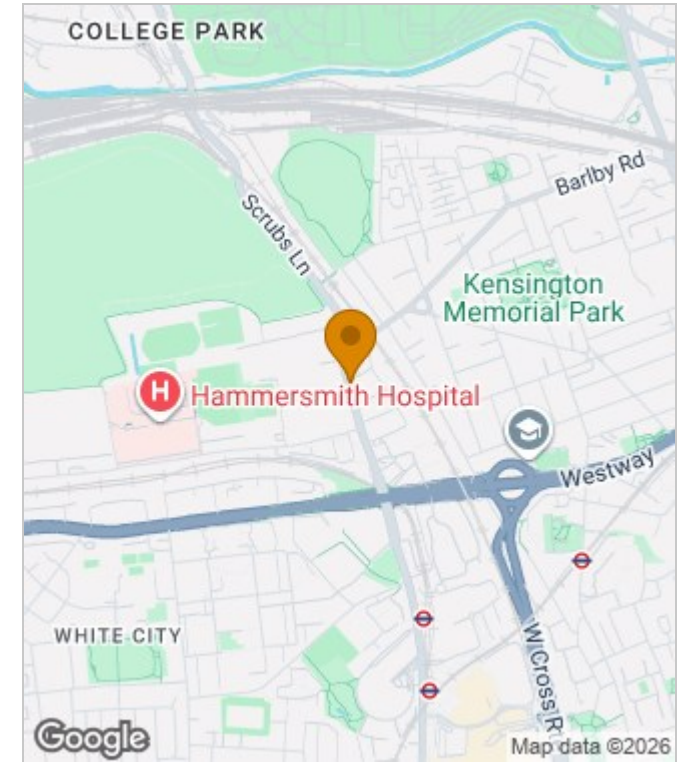 COLLEGE PARK
Scrubs Ln
Barlby Rd
Kensington
Memorial Park
H
Hammersmith Hospital
Westway
WHITE CITY
W Cross R
Google
Map data ©2026